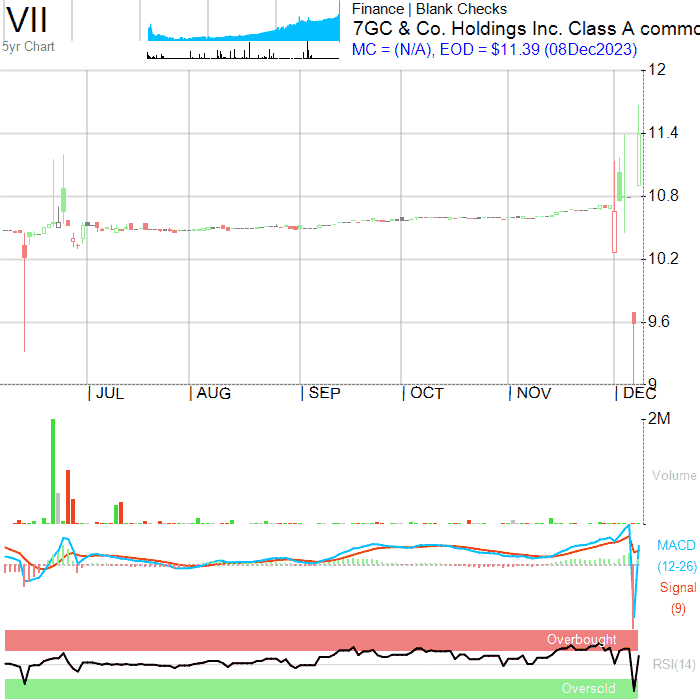 VII
5yr Chart
Finance | Blank Checks
7GC & Co. Holdings Inc. Class A commo
MC = (N/A), EOD = $11.39 (08Dec2023)
12
11.4
10.8
10.2
9.6
9
JUL
AUG
SEP
OCT
NOV
DEC
2M
Volume
MACD
(12-26)
Signal
(9)
Overbought
RSI(14)
Oversold